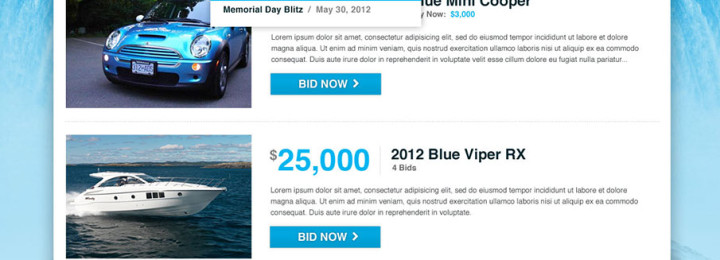 Memorial Day Blitz / May 30, 2012
Mini Cooper
Now: $3,000
Lorem ipsum dolor sit amet, consectetur adipisicing elit, sed do eiusmod tempor incididunt ut labore et dolore
magna aliqua. Ut enim ad minim veniam, quis nostrud exercitation ullamco laboris nisi ut aliquip ex ea commodo
consequat. Duis aute irure dolor in reprehenderit in voluptate velit esse cillum dolore eu fugiat nulla pariatur...
BID NOW
$25,000
2012 Blue Viper RX
4 Bids
Lorem ipsum dolor sit amet, consectetur adipisicing elit, sed do eiusmod tempor incididunt ut labore et dolore
magna aliqua. Ut enim ad minim veniam, quis nostrud exercitation ullamco laboris nisi ut aliquip ex ea commodo
consequat. Duis aute irure dolor in reprehenderit in voluptate.
BID NOW